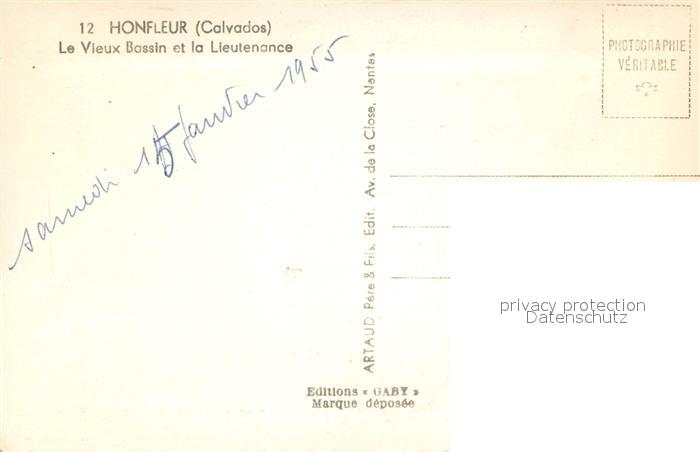 12 HONFLEUR (Calvados)
Le Vieux Bassin et la Lieutenance
samedi 15 Janvier 1955
PHOTOGRAPHIE
VÉRITABLE
ARTAUD Père & Fils, Edit. Av. de la Close, Nantes
privacy protection
Datenschutz
Editions « GABY »
Marque déposée